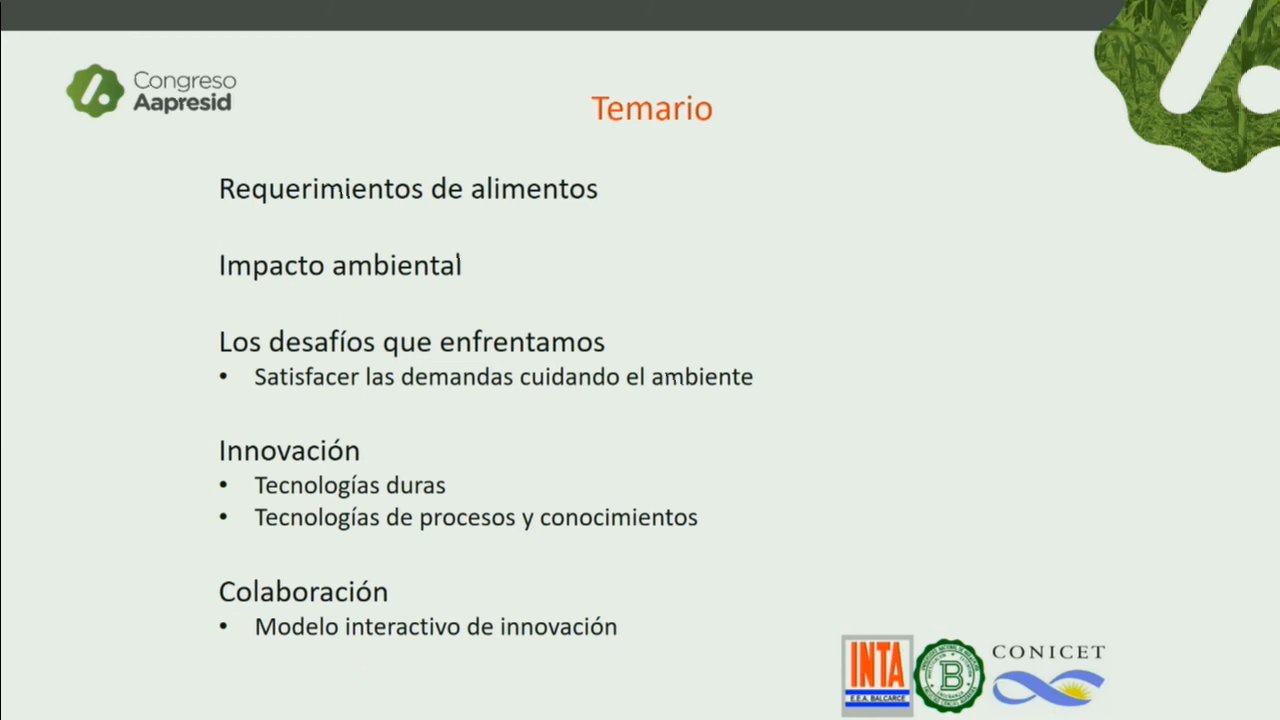 Congreso
Aapresid
Temario
Requerimientos de alimentos
Impacto ambiental
Los desafíos que enfrentamos
• Satisfacer las demandas cuidando el ambiente
Innovación
• Tecnologías duras
• Tecnologías de procesos y conocimientos
Colaboración
• Modelo interactivo de innovación
INTA
E.E.A. BALCARCE
B
CONICET